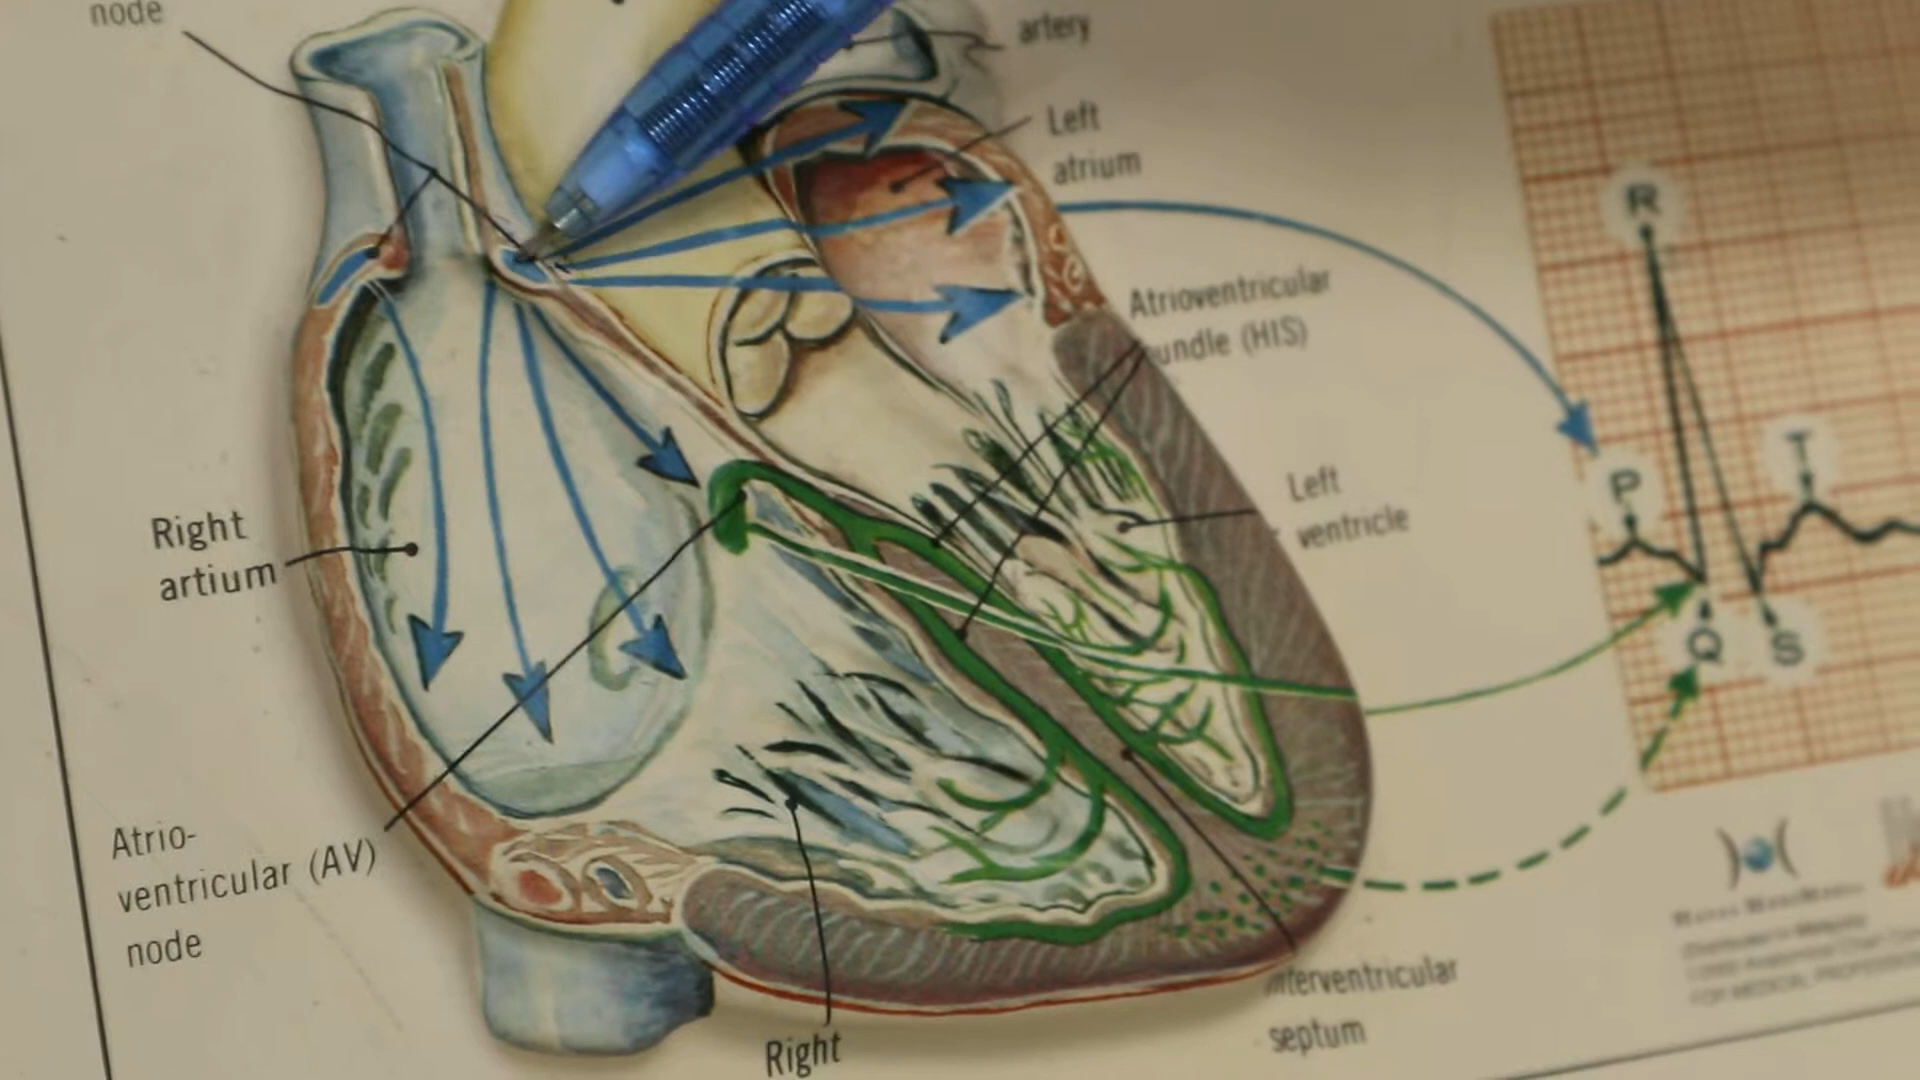 node
artery
Left
atrium
R
Atrioventricular
undle (HIS)
P
T
Left
ventricle
Right
artium
Q
S
Atrio-
ventricular (AV)
node
nterventricular
septum
Right